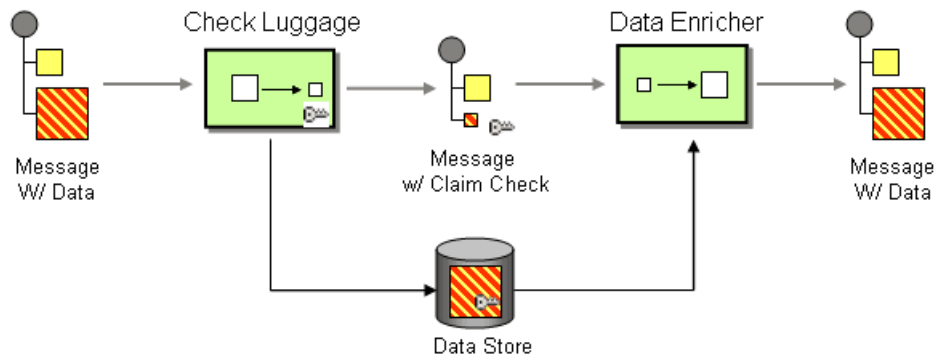 Check Luggage
Data Enricher
Message
W/ Data
Message
w/ Claim Check
Message
W/ Data
Data Store